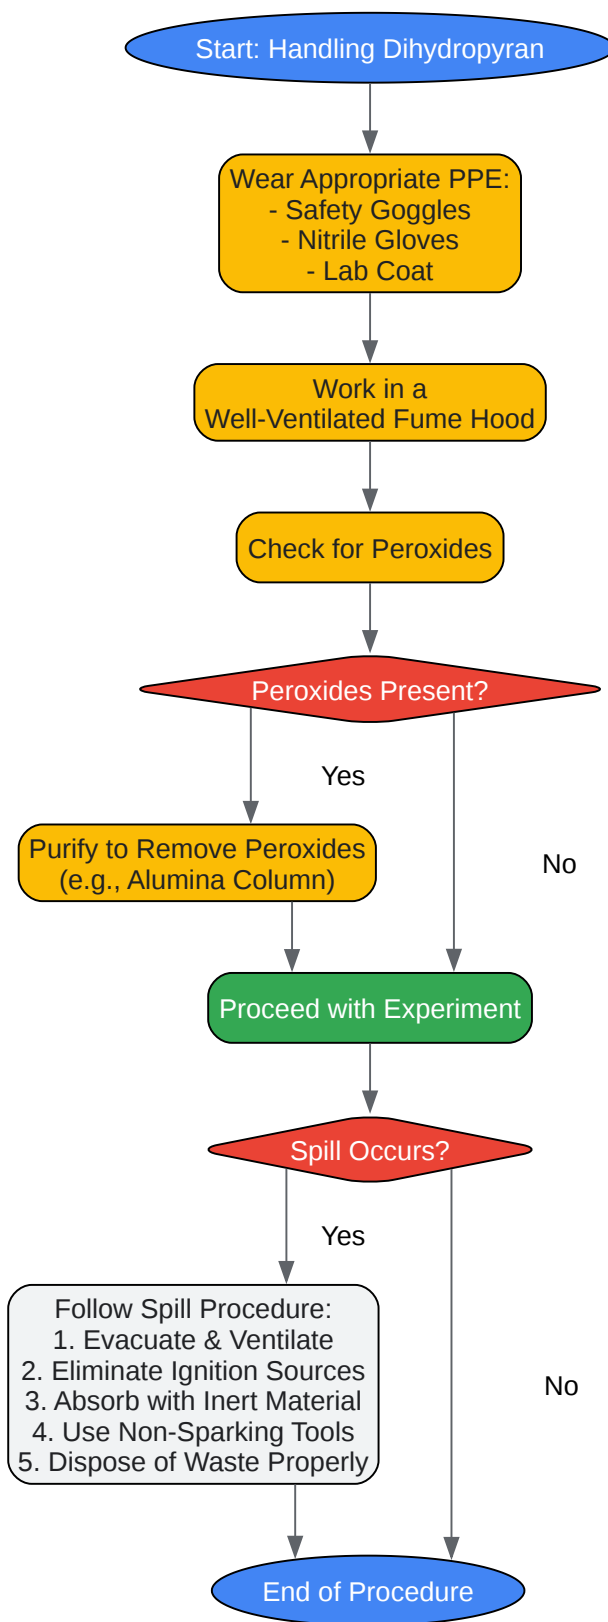 Start: Handling Dihydropyran
Wear Appropriate PPE:
- Safety Goggles
- Nitrile Gloves
- Lab Coat
Work in a
Well-Ventilated Fume Hood
Check for Peroxides
Peroxides Present?
Yes
Purify to Remove Peroxides
(e.g., Alumina Column)
No
Proceed with Experiment
Spill Occurs?
Yes
Follow Spill Procedure:
1. Evacuate & Ventilate
2. Eliminate Ignition Sources
3. Absorb with Inert Material
4. Use Non-Sparking Tools
5. Dispose of Waste Properly
No
End of Procedure